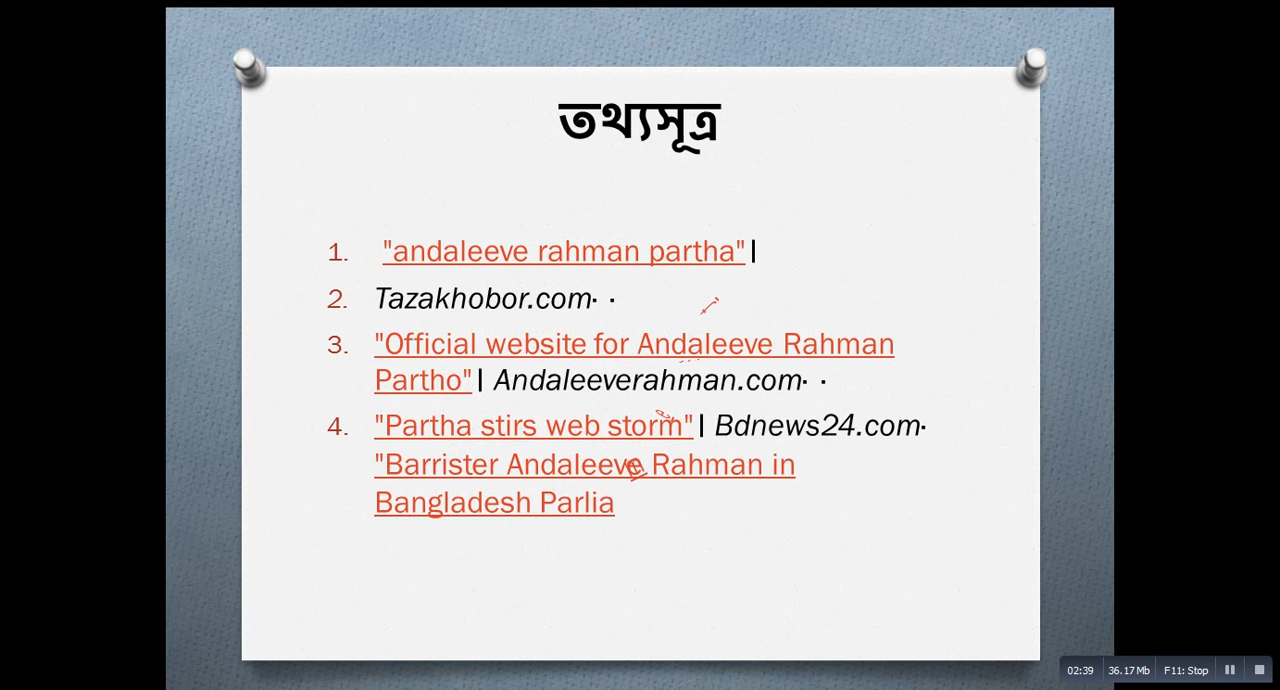 তথ্যসূত্র
1. "andaleeve rahman partha"|
2. Tazakhobor.com· ·
3. "Official website for Andaleeve Rahman
Partho"| Andaleeverahman.com· ·
4. "Partha stirs web storm"| Bdnews24.com·
"Barrister Andaleeve Rahman in
Bangladesh Parlia
02:39 36.17 Mb F11: Stop